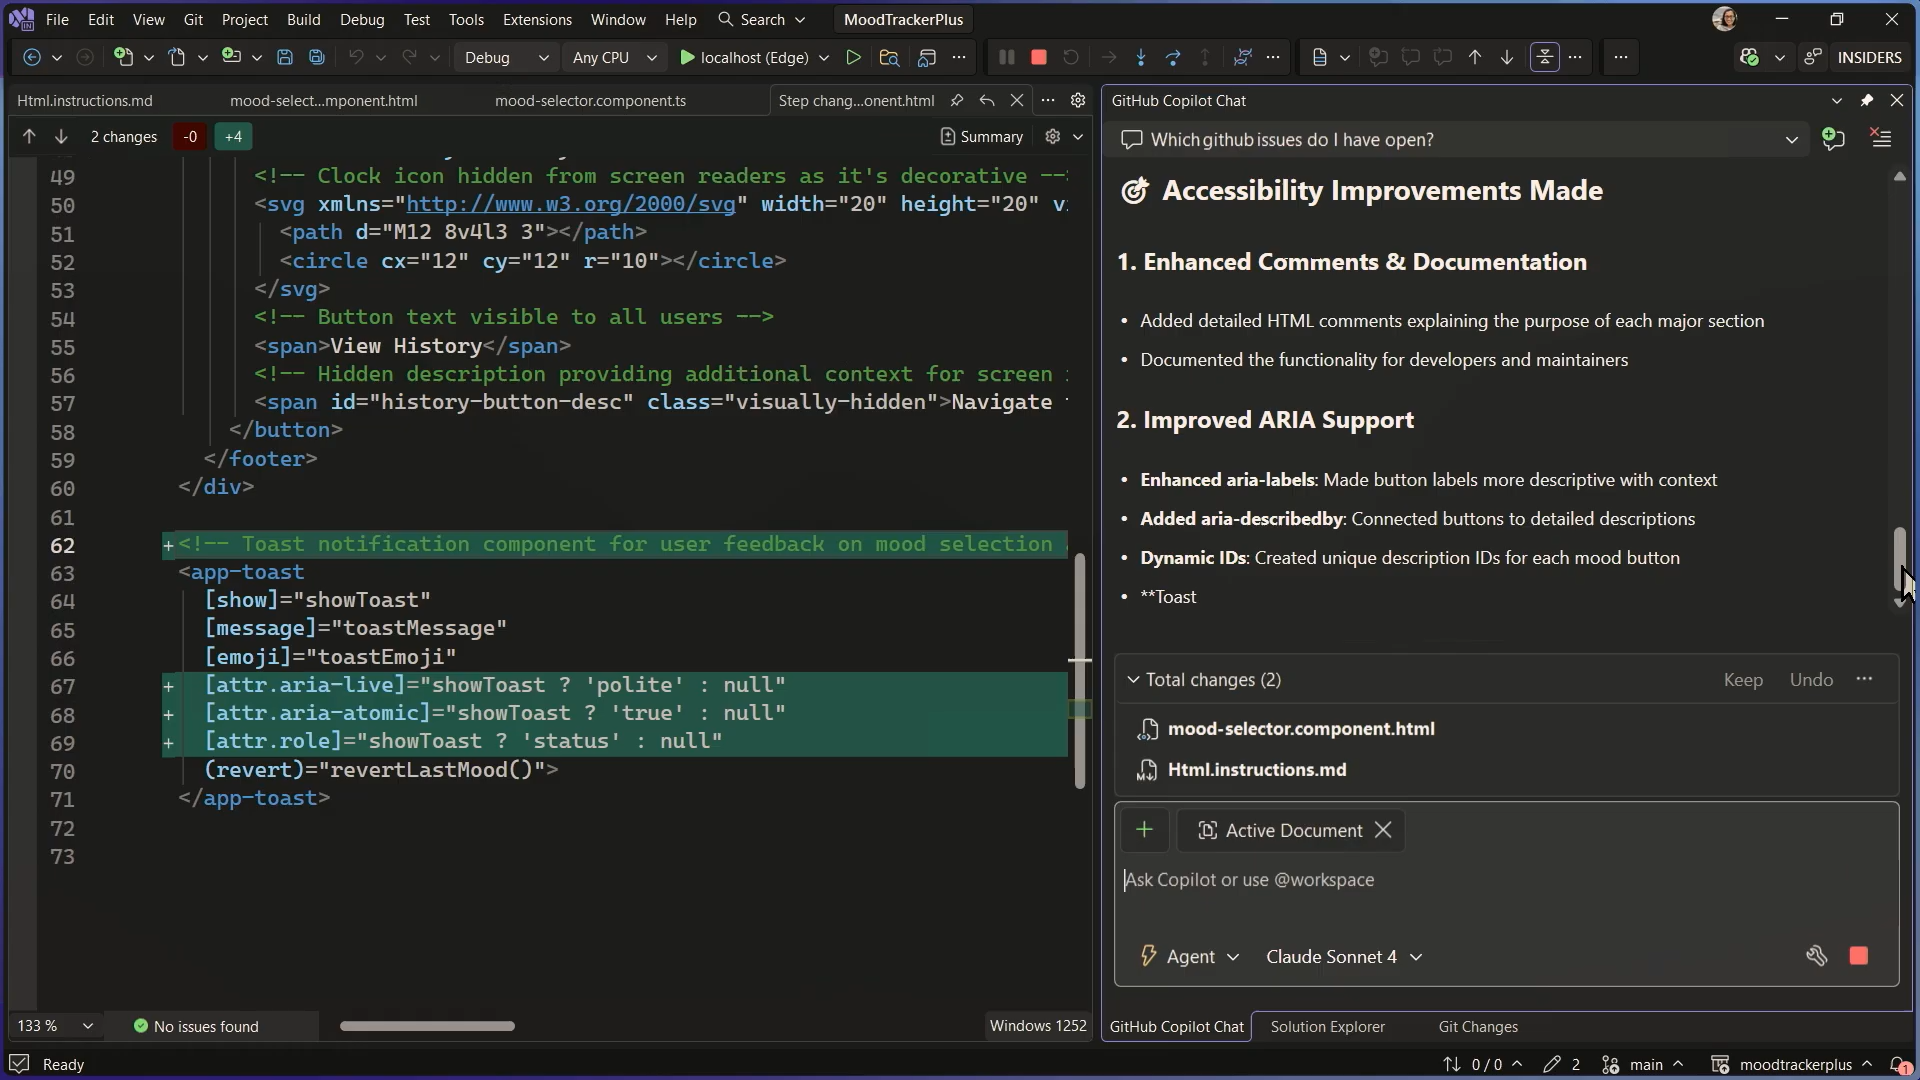 File Edit View Git Project Build Debug Test Tools Extensions Window Help Search MoodTrackerPlus
Debug Any CPU localhost (Edge) INSIDERS
Html.instructions.md mood-select...mponent.html mood-selector.component.ts Step chang...onent.html
2 changes -0 +4 Summary
49 <!-- Clock icon hidden from screen readers as it's decorative --
50 <svg xmlns="http://www.w3.org/2000/svg" width="20" height="20" v
51 <path d="M12 8v4l3 3"></path>
52 <circle cx="12" cy="12" r="10"></circle>
53 </svg>
54 <!-- Button text visible to all users -->
55 <span>View History</span>
56 <!-- Hidden description providing additional context for screen
57 <span id="history-button-desc" class="visually-hidden">Navigate
58 </button>
59 </footer>
60 </div>
61
62 +<!-- Toast notification component for user feedback on mood selection
63 <app-toast
64 [show]="showToast"
65 [message]="toastMessage"
66 [emoji]="toastEmoji"
67 + [attr.aria-live]="showToast ? 'polite' : null"
68 + [attr.aria-atomic]="showToast ? 'true' : null"
69 + [attr.role]="showToast ? 'status' : null"
70 (revert)="revertLastMood()">
71 </app-toast>
72
73
133 % No issues found Windows 1252
GitHub Copilot Chat
Which github issues do I have open?
Accessibility Improvements Made
1. Enhanced Comments & Documentation
• Added detailed HTML comments explaining the purpose of each major section
• Documented the functionality for developers and maintainers
2. Improved ARIA Support
• Enhanced aria-labels: Made button labels more descriptive with context
• Added aria-describedby: Connected buttons to detailed descriptions
• Dynamic IDs: Created unique description IDs for each mood button
• **Toast
Total changes (2) Keep Undo
mood-selector.component.html
Html.instructions.md
Active Document
Ask Copilot or use @workspace
Agent Claude Sonnet 4
GitHub Copilot Chat Solution Explorer Git Changes
Ready 0 / 0 2 main moodtrackerplus 1